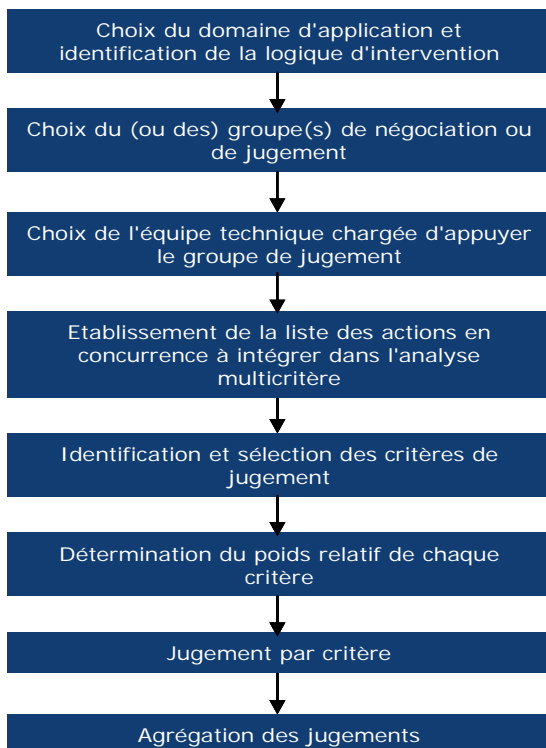 Choix du domaine d'application et
identification de la logique d'intervention
Choix du (ou des) groupe(s) de négociation ou
de jugement
Choix de l'équipe technique chargée d'appuyer
le groupe de jugement
Etablissement de la liste des actions en
concurrence à intégrer dans l'analyse
multicritère
Identification et sélection des critères de
jugement
Détermination du poids relatif de chaque
critère
Jugement par critère
Agrégation des jugements